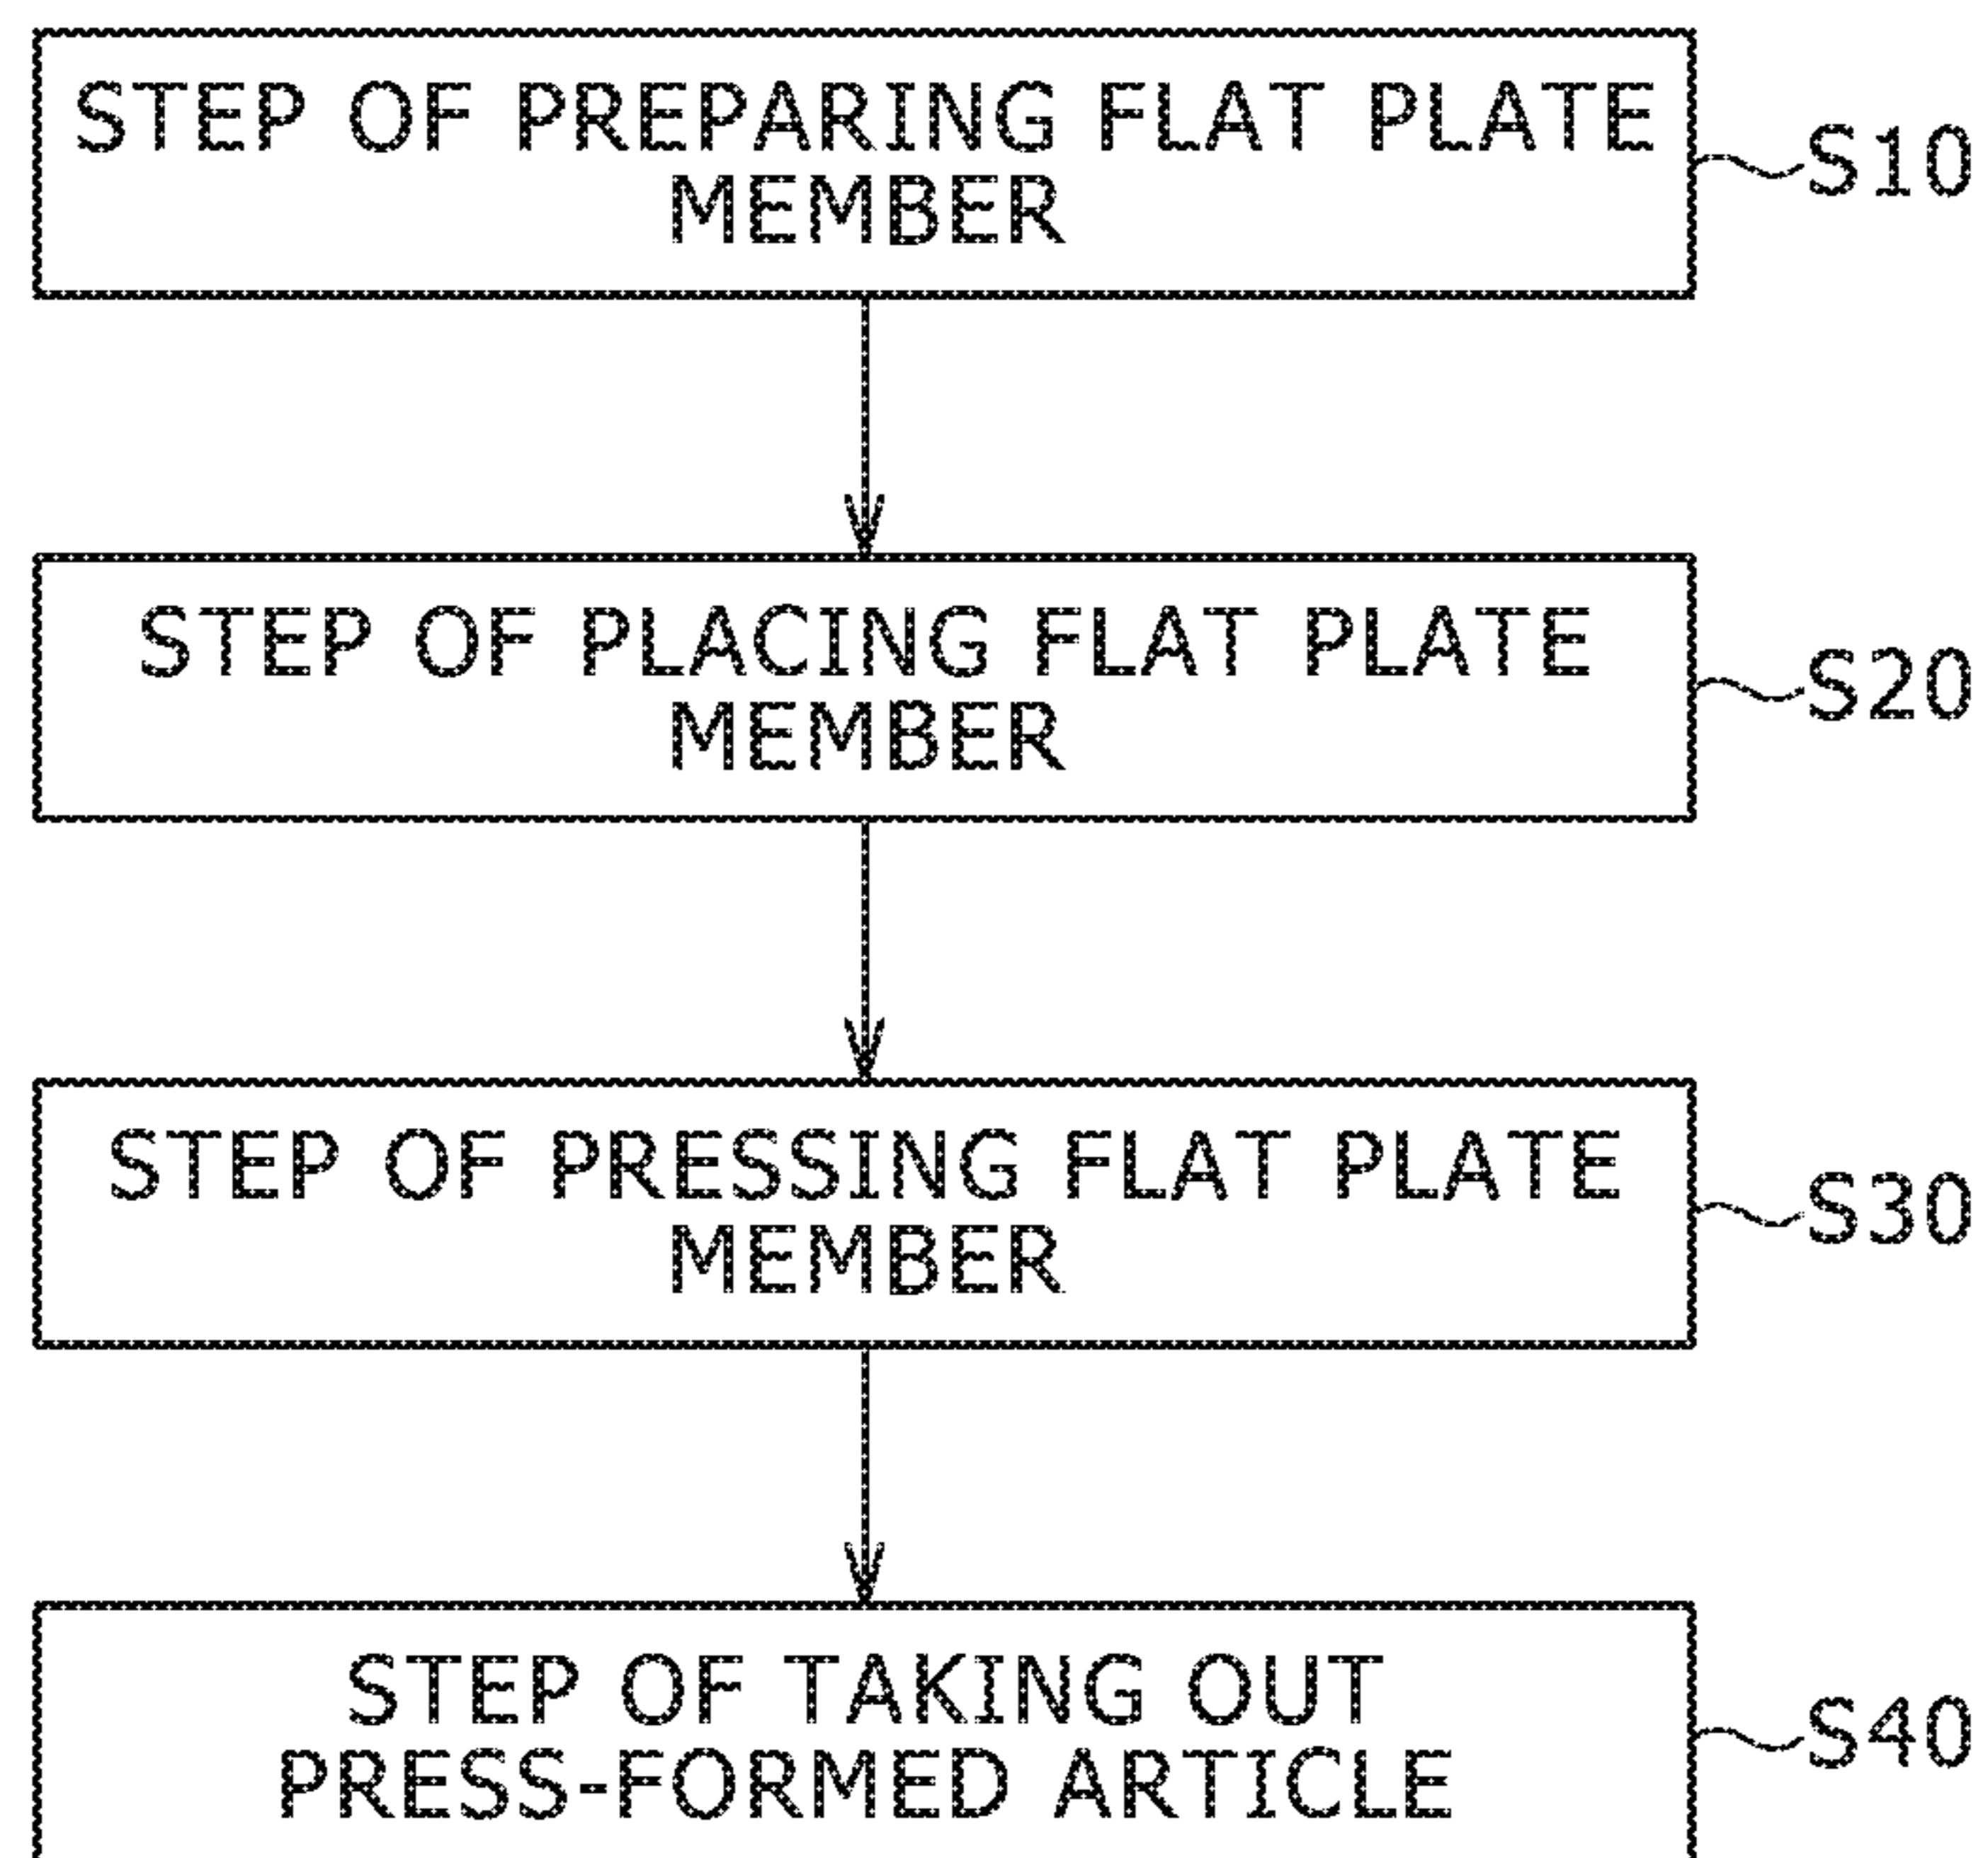 STEP OF PREPARING FLAT PLATE
MEMBER
S10
STEP OF PLACING FLAT PLATE
MEMBER
S20
STEP OF PRESSING FLAT PLATE
MEMBER
S30
STEP OF TAKING OUT
PRESS-FORMED ARTICLE
S40